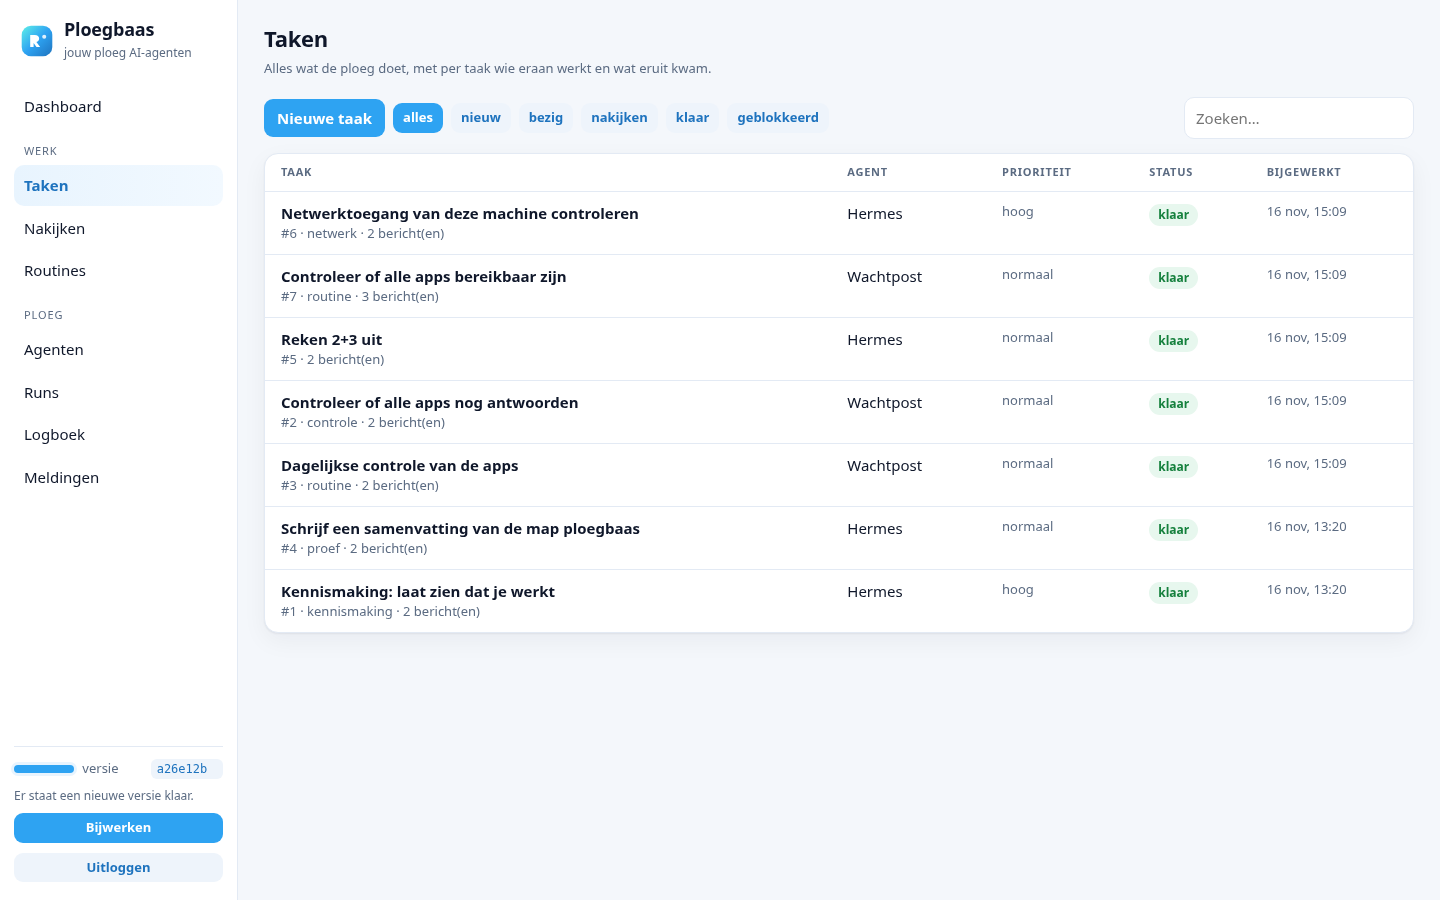 Ploegbaas
jouw ploeg AI-agenten
Dashboard
WERK
Taken
Nakijken
Routines
PLOEG
Agenten
Runs
Logboek
Meldingen
versie a26e12b
Er staat een nieuwe versie klaar.
Bijwerken
Uitloggen
Taken
Alles wat de ploeg doet, met per taak wie eraan werkt en wat eruit kwam.
Nieuwe taak alles nieuw bezig nakijken klaar geblokkeerd Zoeken...
TAAK AGENT PRIORITEIT STATUS BIJGEWERKT
Netwerktoegang van deze machine controleren Hermes hoog klaar 16 nov, 15:09
#6 · netwerk · 2 bericht(en)
Controleer of alle apps bereikbaar zijn Wachtpost normaal klaar 16 nov, 15:09
#7 · routine · 3 bericht(en)
Reken 2+3 uit Hermes normaal klaar 16 nov, 15:09
#5 · 2 bericht(en)
Controleer of alle apps nog antwoorden Wachtpost normaal klaar 16 nov, 15:09
#2 · controle · 2 bericht(en)
Dagelijkse controle van de apps Wachtpost normaal klaar 16 nov, 15:09
#3 · routine · 2 bericht(en)
Schrijf een samenvatting van de map ploegbaas Hermes normaal klaar 16 nov, 13:20
#4 · proef · 2 bericht(en)
Kennismaking: laat zien dat je werkt Hermes hoog klaar 16 nov, 13:20
#1 · kennismaking · 2 bericht(en)